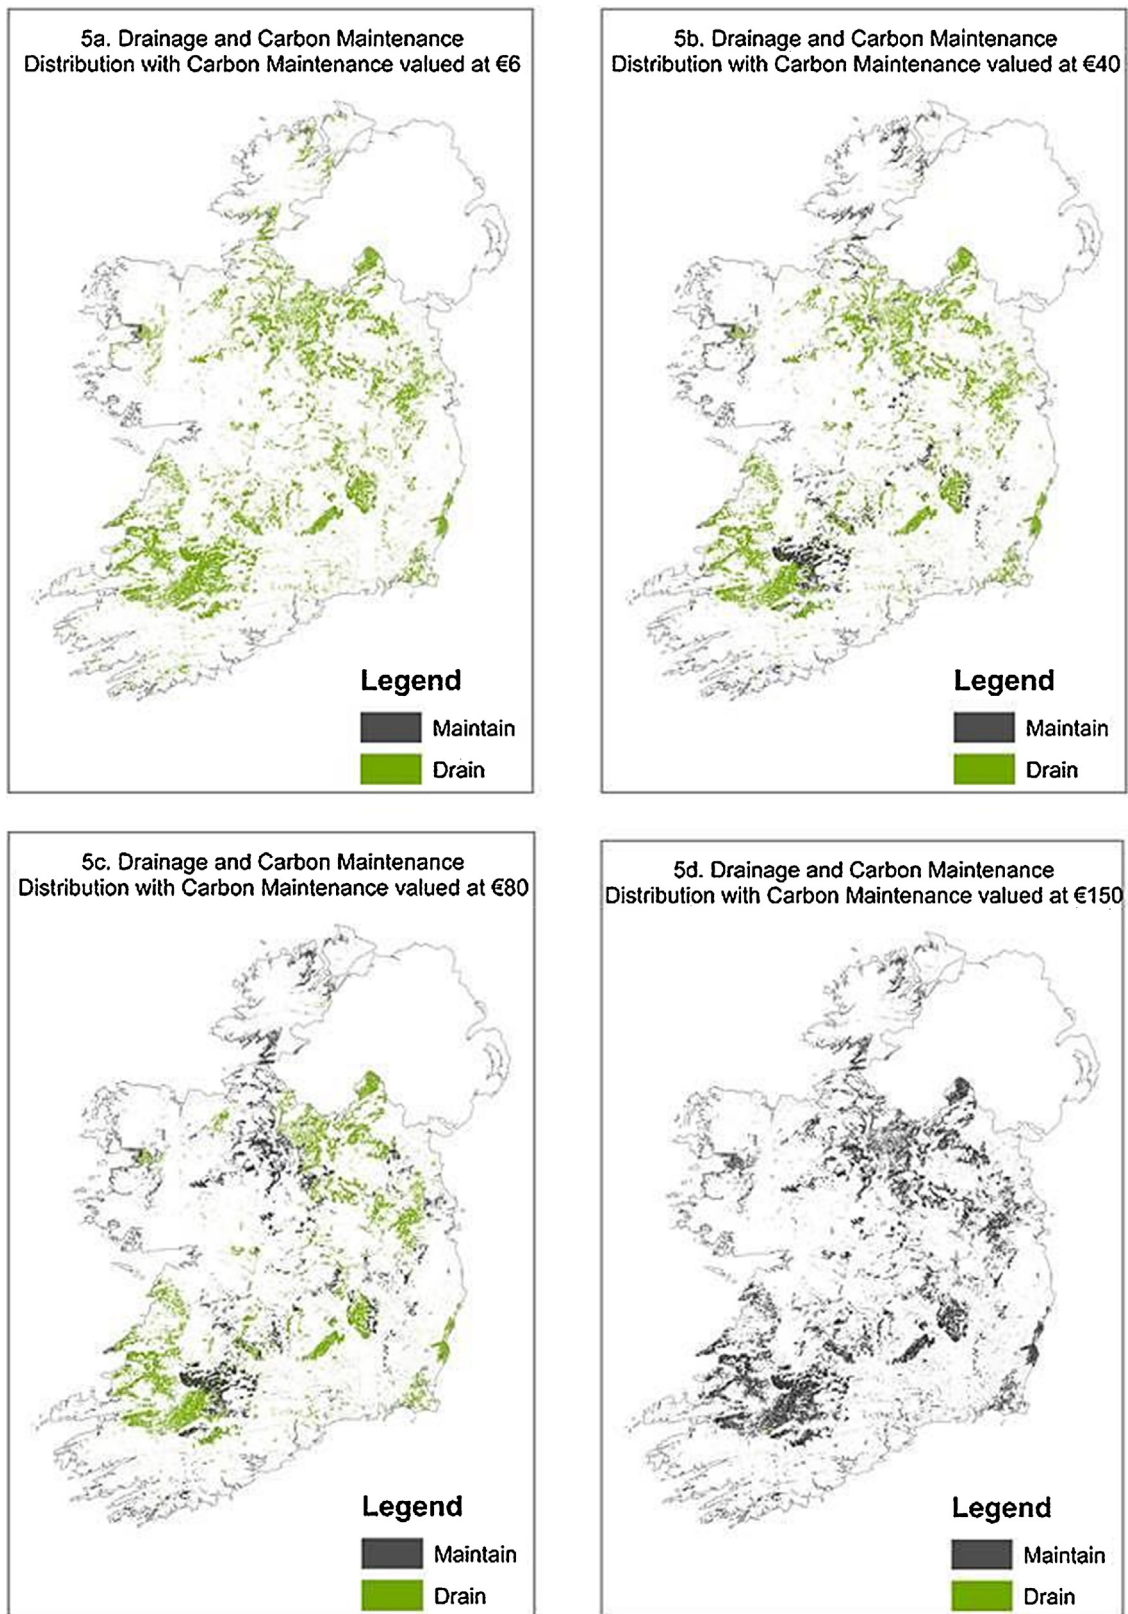 5a. Drainage and Carbon Maintenance
Distribution with Carbon Maintenance valued at €6
Legend
Maintain
Drain
5b. Drainage and Carbon Maintenance
Distribution with Carbon Maintenance valued at €40
Legend
Maintain
Drain
5c. Drainage and Carbon Maintenance
Distribution with Carbon Maintenance valued at €80
Legend
Maintain
Drain
5d. Drainage and Carbon Maintenance
Distribution with Carbon Maintenance valued at €150
Legend
Maintain
Drain